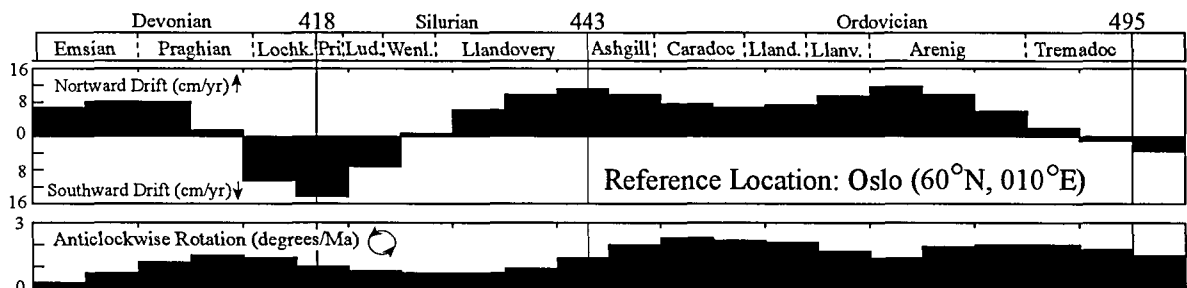 Devonian 418 Silurian 443 Ordovician 495
Emsian Praghian Lochk. Pri. Lud. Wenl. Llandovery Ashgill Caradoc Lland. Llanv. Arenig Tremadoc
16
Nortward Drift (cm/yr)↑
8
0
8
Southward Drift (cm/yr)↓
16
Reference Location: Oslo (60°N, 010°E)
3
Anticlockwise Rotation (degrees/Ma)
0